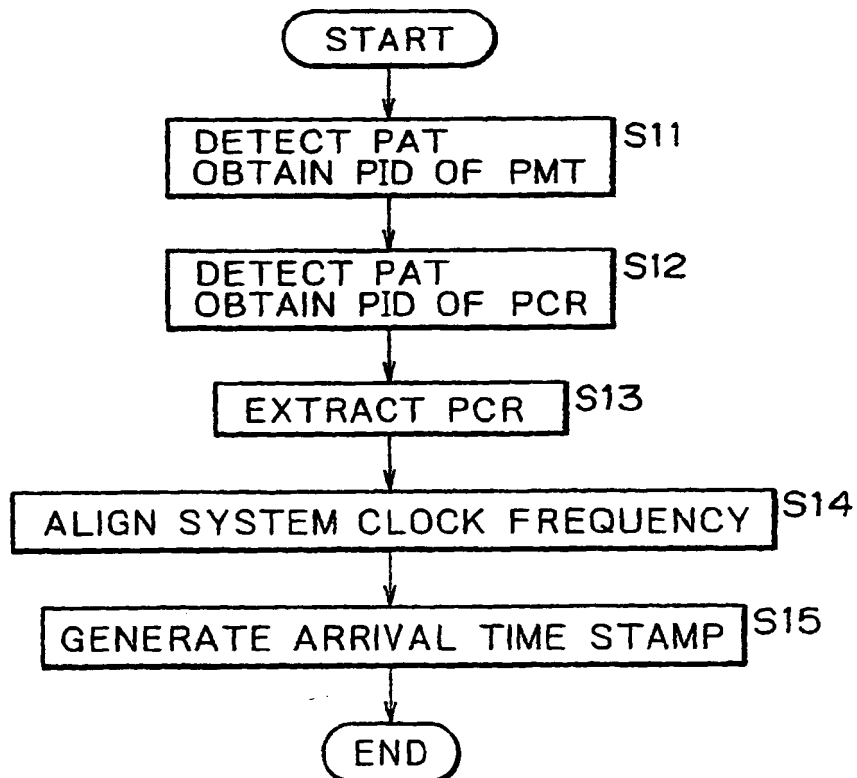 START
DETECT PAT
OBTAIN PID OF PMT
S11
DETECT PAT
OBTAIN PID OF PCR
S12
EXTRACT PCR
S13
ALIGN SYSTEM CLOCK FREQUENCY
S14
GENERATE ARRIVAL TIME STAMP
S15
END